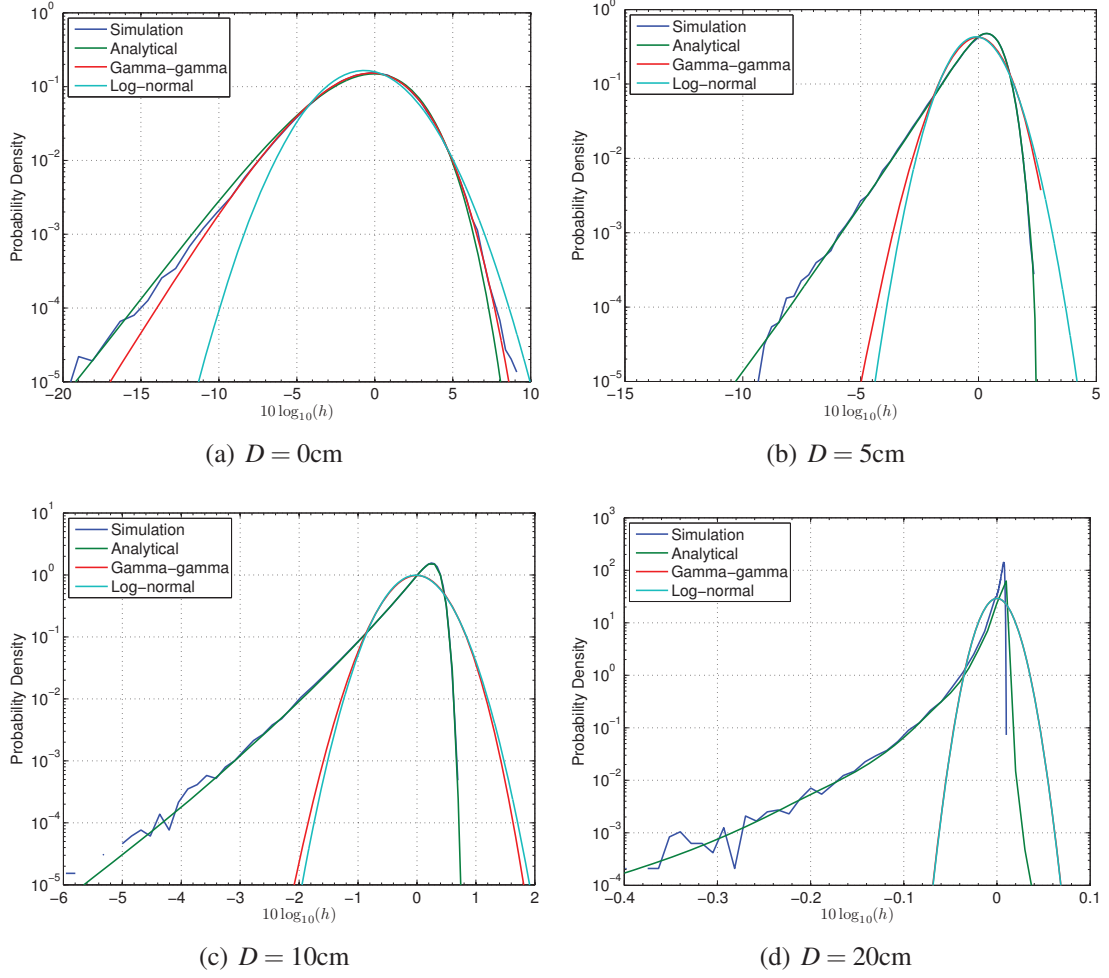 10^0
10^-1
10^-2
10^-3
10^-4
10^-5
Probability Density
Simulation
Analytical
Gamma-gamma
Log-normal
-20 -15 -10 -5 0 5 10
10 log10(h)
(a) D = 0cm
10^0
10^-1
10^-2
10^-3
10^-4
10^-5
Probability Density
Simulation
Analytical
Gamma-gamma
Log-normal
-15 -10 -5 0 5
10 log10(h)
(b) D = 5cm
10^1
10^0
10^-1
10^-2
10^-3
10^-4
10^-5
Probability Density
Simulation
Analytical
Gamma-gamma
Log-normal
-6 -5 -4 -3 -2 -1 0 1 2
10 log10(h)
(c) D = 10cm
10^3
10^2
10^1
10^0
10^-1
10^-2
10^-3
10^-4
Probability Density
Simulation
Analytical
Gamma-gamma
Log-normal
-0.4 -0.3 -0.2 -0.1 0 0.1
10 log10(h)
(d) D = 20cm